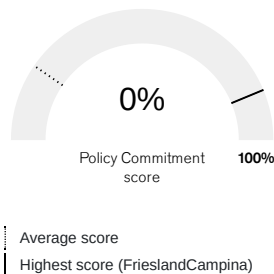 0%
Policy Commitment
score
100%
Average score
Highest score (FrieslandCampina)